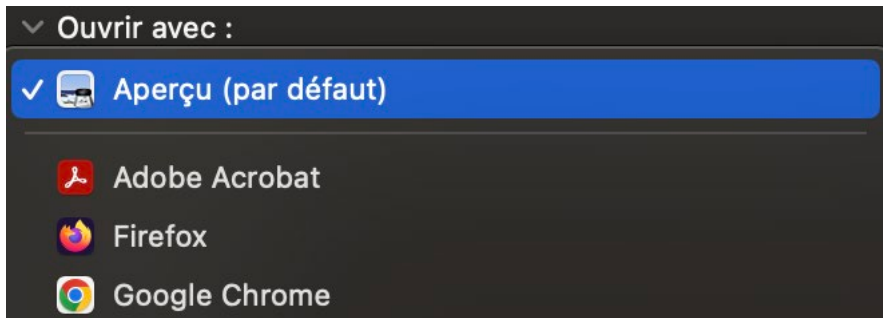 Ouvrir avec :
Aperçu (par défaut)
Adobe Acrobat
Firefox
Google Chrome